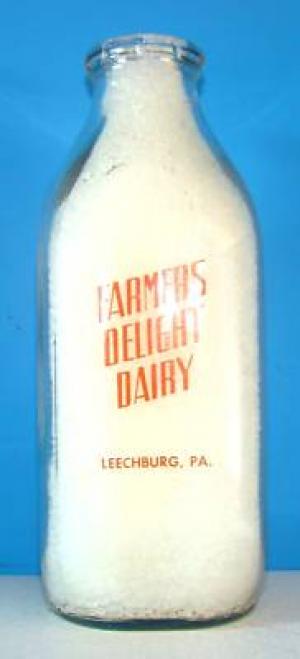 FARMERS
DELIGHT
DAIRY
LEECHBURG, PA.